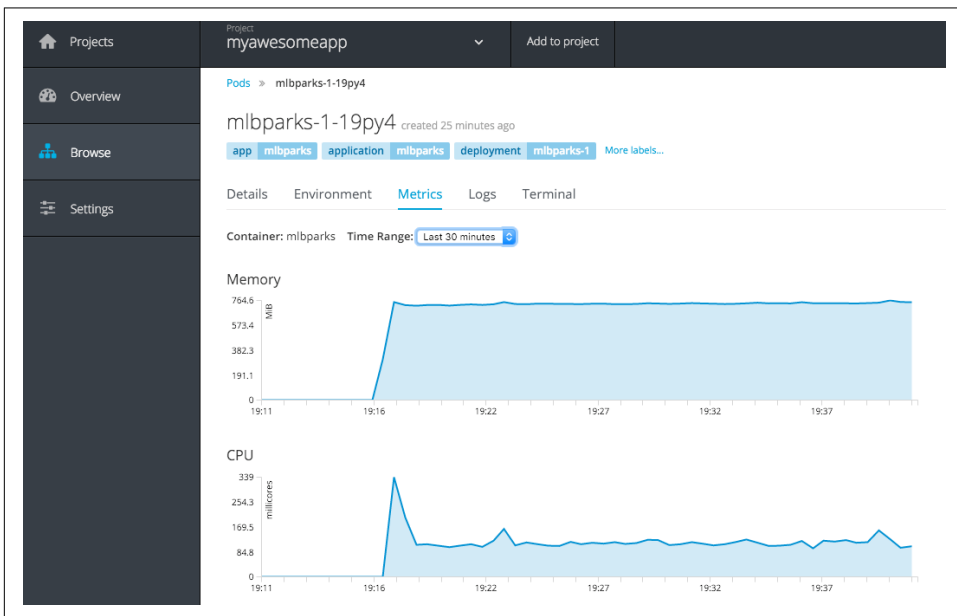 Projects
Project
myawesomeapp
Add to project
Overview
Browse
Settings
Pods » mlbparks-1-19py4
mlbparks-1-19py4 created 25 minutes ago
app mlbparks application mlbparks deployment mlbparks-1 More labels...
Details Environment Metrics Logs Terminal
Container: mlbparks Time Range: Last 30 minutes
Memory
764.6
MiB
573.4
382.3
191.1
0
19:11 19:16 19:22 19:27 19:32 19:37
CPU
339
millicores
254.3
169.5
84.8
0
19:11 19:16 19:22 19:27 19:32 19:37